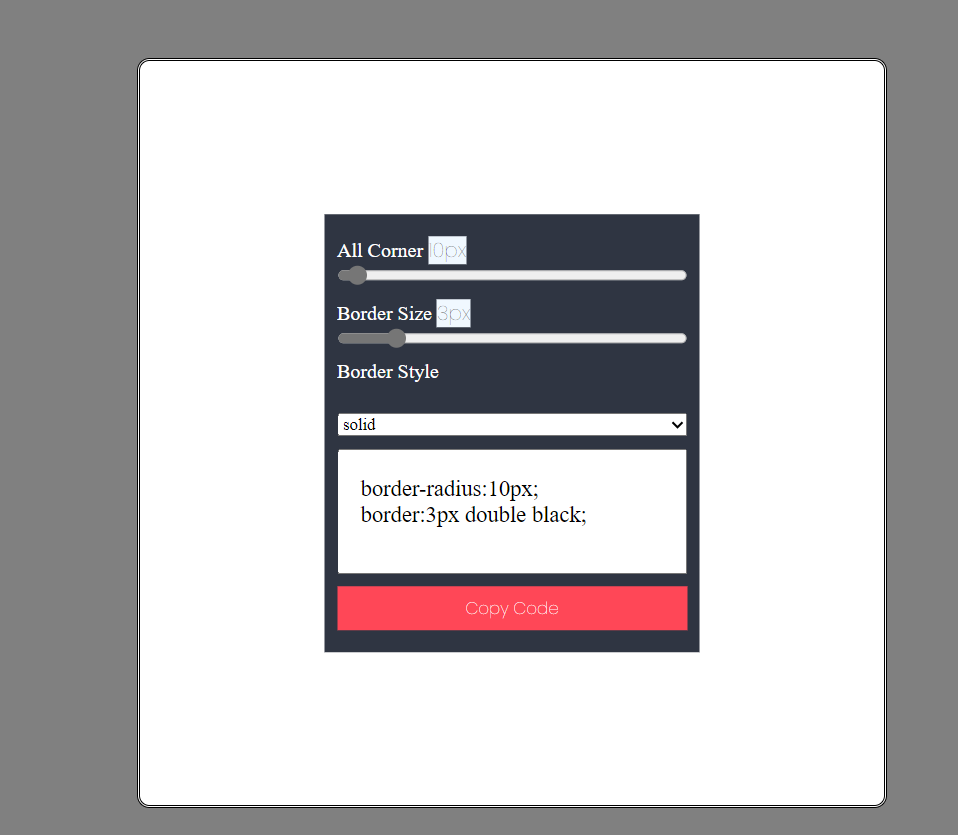 All Corner 10px
Border Size 3px
Border Style
solid
border-radius:10px;
border:3px double black;
Copy Code